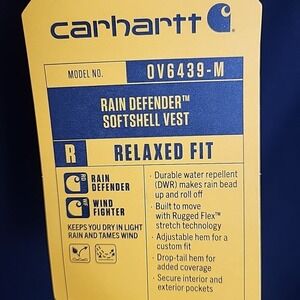 carhartt
MODEL NO. OV6439-M
RAIN DEFENDER™
SOFTSHELL VEST
R RELAXED FIT
RAIN
DEFENDER
WIND
FIGHTER
KEEPS YOU DRY IN LIGHT
RAIN AND TAMES WIND
· Durable water repellent
(DWR) makes rain bead
up and roll off
· Built to move
with Rugged Flex™
stretch technology
· Adjustable hem for a
custom fit
· Drop-tail hem for
added coverage
· Secure interior and
exterior pockets